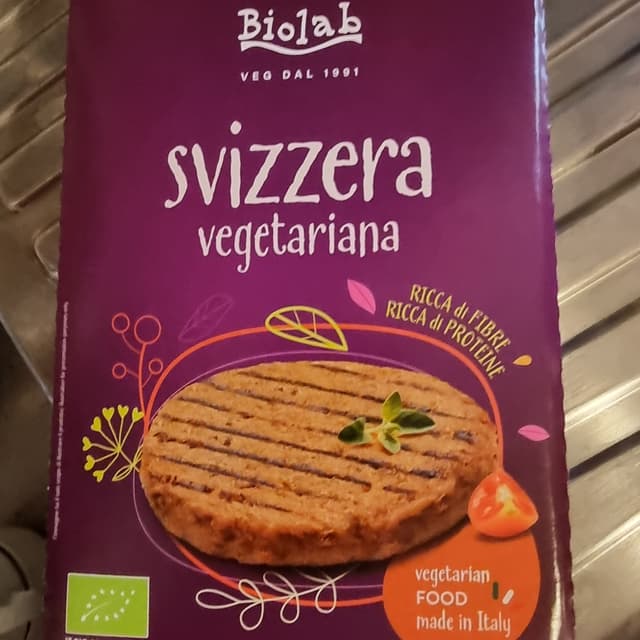 Biolab
VEG DAL 1991
svizzera
vegetariana
RICCA di FIBRE
RICCA di PROTEINE
vegetarian
FOOD
made in Italy